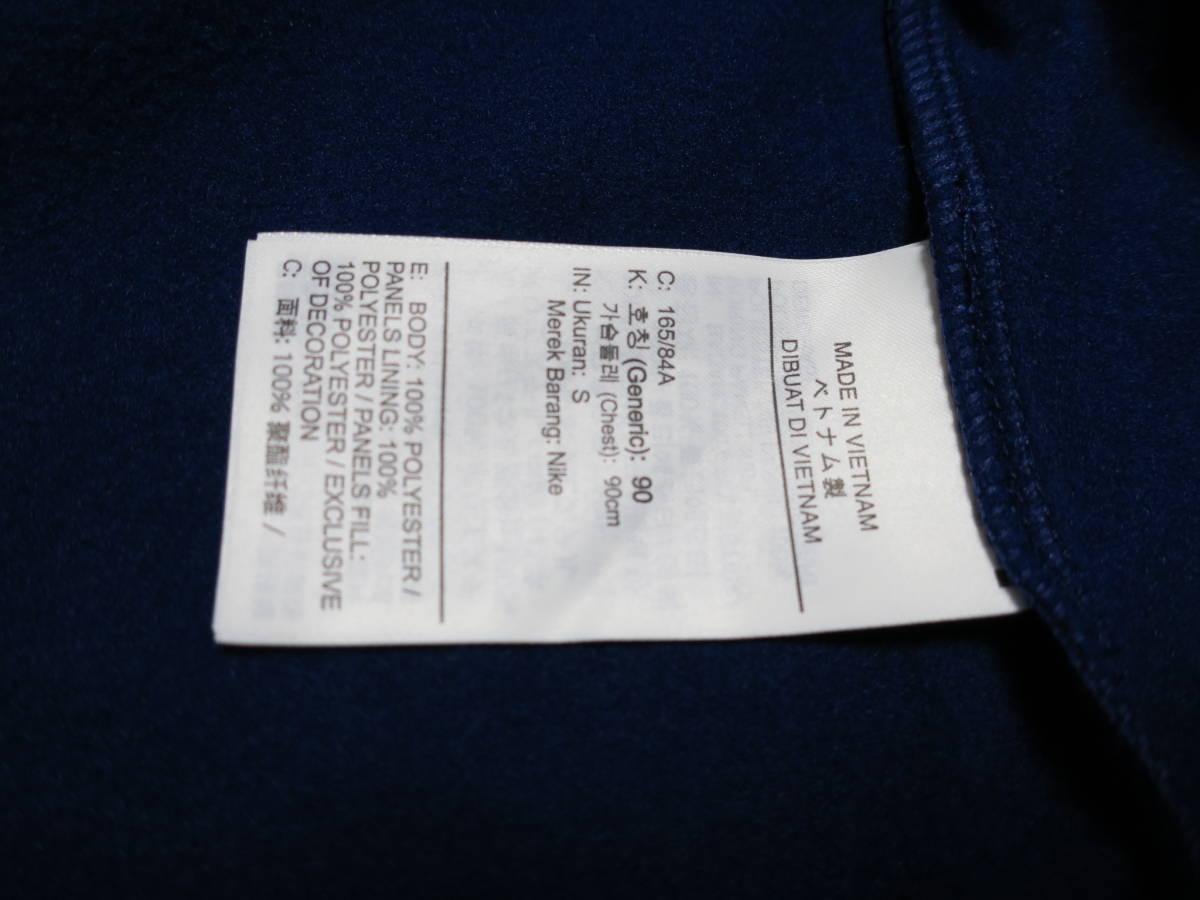 MADE IN VIETNAM
ベトナム製
DIBUAT DI VIETNAM
C: 165/84A
K: 호칭 (Generic): 90
가슴둘레 (Chest): 90cm
IN: Ukuran: S
Merek Barang: Nike
E: BODY: 100% POLYESTER /
PANELS LINING: 100%
POLYESTER / PANELS FILL:
100% POLYESTER / EXCLUSIVE
OF DECORATION
C: 面料: 100% 聚酯纤维 /